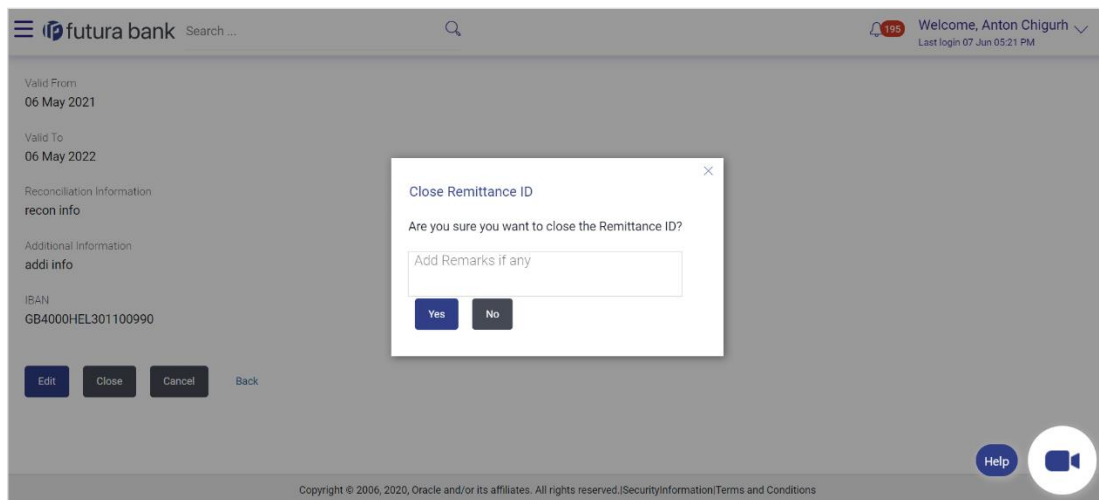 futura bank Search ... 195 Welcome, Anton Chigurh
Last login 07 Jun 05:21 PM
Valid From
06 May 2021
Valid To
06 May 2022
Reconciliation Information
recon info
Additional Information
addi info
IBAN
GB4000HEL301100990
Edit Close Cancel Back
Close Remittance ID
Are you sure you want to close the Remittance ID?
Add Remarks if any
Yes No
Help
Copyright © 2006, 2020, Oracle and/or its affiliates. All rights reserved.|SecurityInformation|Terms and Conditions